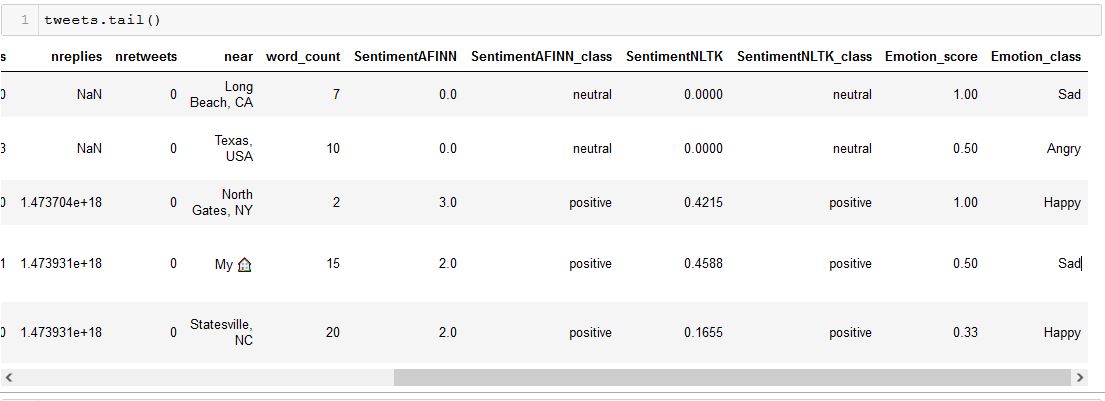 1 tweets.tail()
s nreplies nretweets near word_count SentimentAFINN SentimentAFINN_class SentimentNLTK SentimentNLTK_class Emotion_score Emotion_class
0 NaN 0 Long Beach, CA 7 0.0 neutral 0.0000 neutral 1.00 Sad
3 NaN 0 Texas, USA 10 0.0 neutral 0.0000 neutral 0.50 Angry
0 1.473704e+18 0 North Gates, NY 2 3.0 positive 0.4215 positive 1.00 Happy
1 1.473931e+18 0 My 🏠 15 2.0 positive 0.4588 positive 0.50 Sad
0 1.473931e+18 0 Statesville, NC 20 2.0 positive 0.1655 positive 0.33 Happy